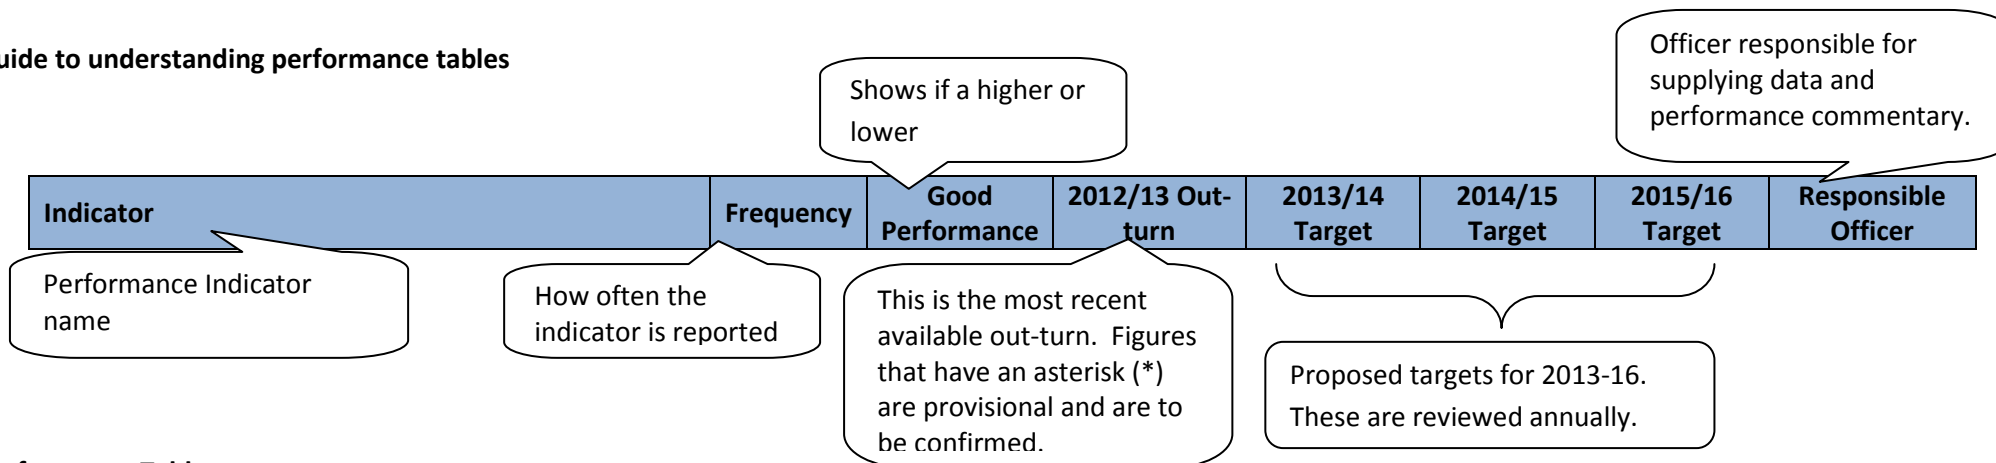 uide to understanding performance tables
Officer responsible for
supplying data and
performance commentary.
Shows if a higher or
lower
Indicator
Frequency
Good
Performance
2012/13 Out-
turn
2013/14
Target
2014/15
Target
2015/16
Target
Responsible
Officer
Performance Indicator
name
How often the
indicator is reported
This is the most recent
available out-turn.  Figures
that have an asterisk (*)
are provisional and are to
be confirmed.
Proposed targets for 2013-16.
These are reviewed annually.